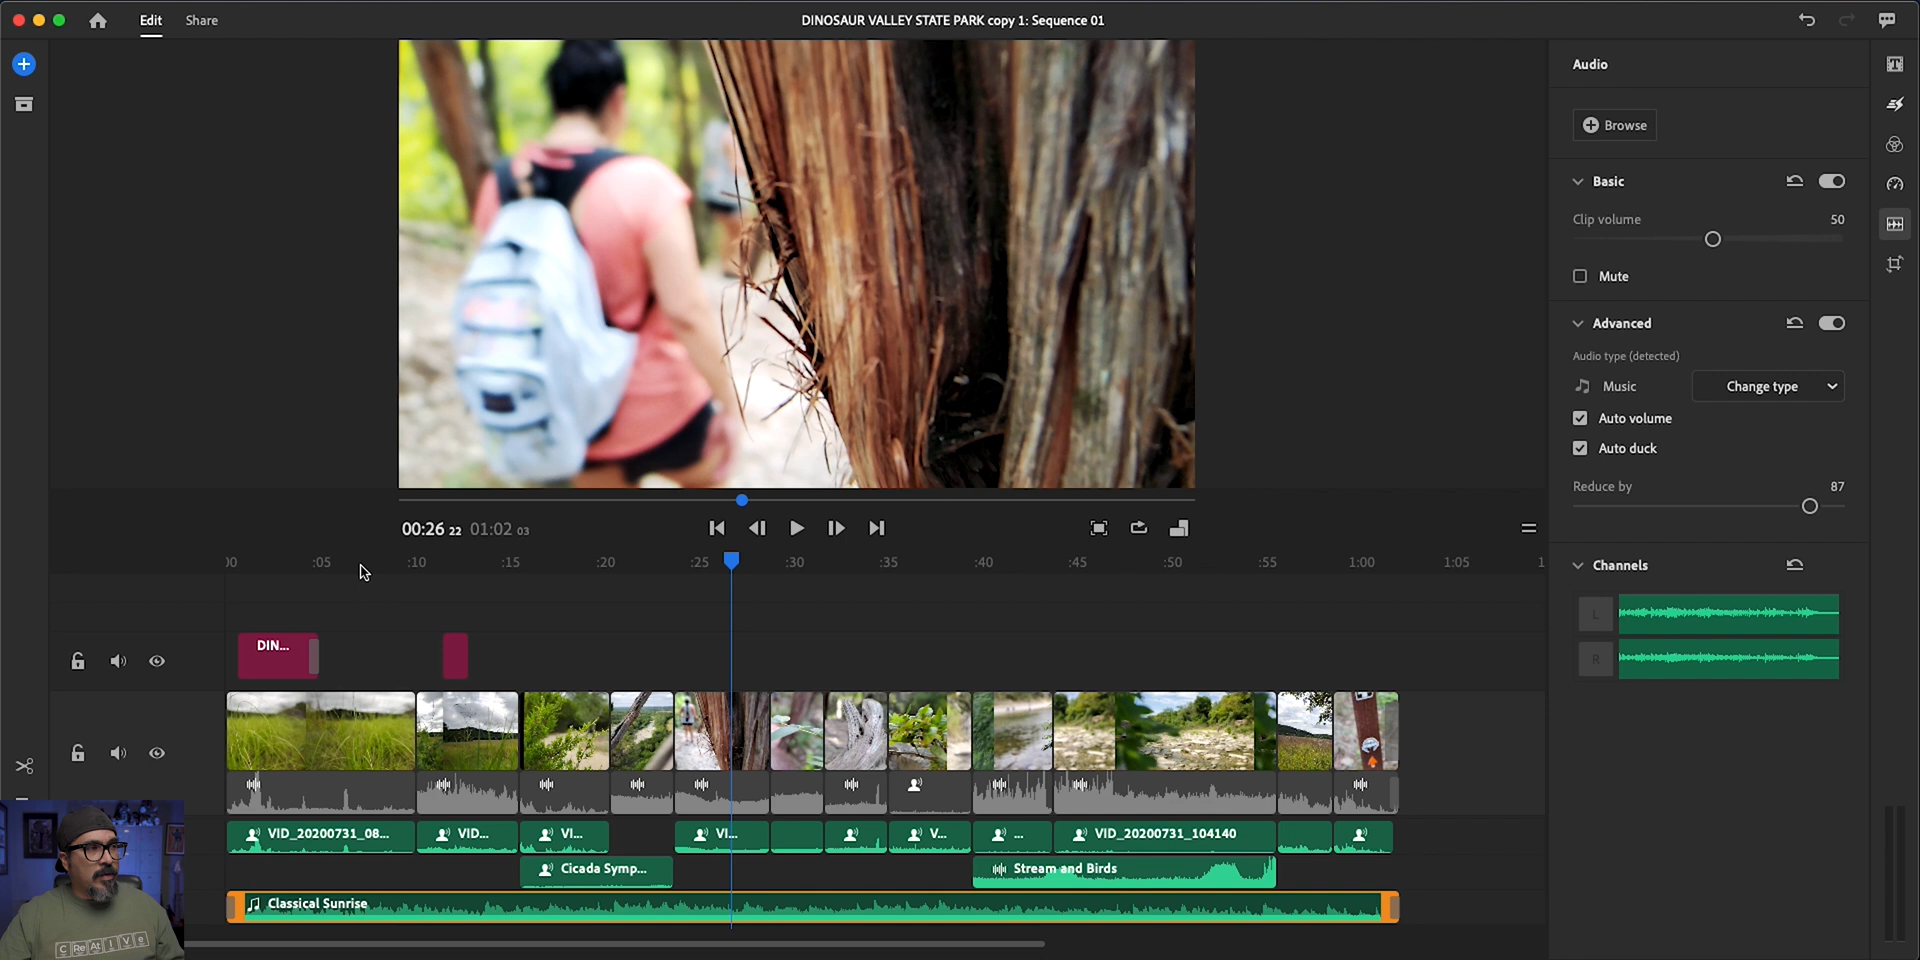 Edit
Share
DINOSAUR VALLEY STATE PARK copy 1: Sequence 01
Audio
Browse
Basic
Clip volume
50
Mute
Advanced
Audio type (detected)
Music
Change type
Auto volume
Auto duck
Reduce by
87
Channels
L
R
00:26 22
01:02 03
:00
:05
:10
:15
:20
:25
:30
:35
:40
:45
:50
:55
1:00
1:05
1
DIN...
VID_20200731_08...
VID...
VI...
VI...
V...
...
VID_20200731_104140
Cicada Symp...
Stream and Birds
Classical Sunrise
CReAtIVe